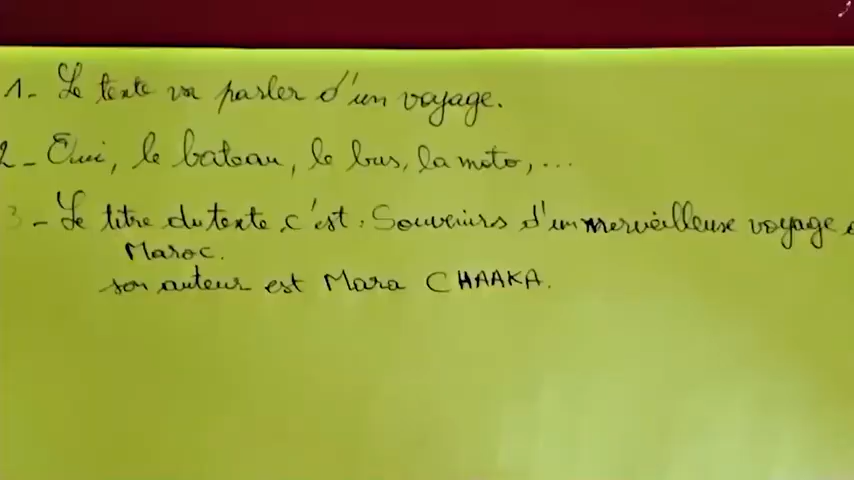 1- Le texte va parler d'un voyage.
2- Oui, le bateau, le bus, la moto, ...
3- Le titre du texte c'est : Souvenirs d'un merveilleuse voyage
Maroc.
son auteur est Mara CHAAKA.